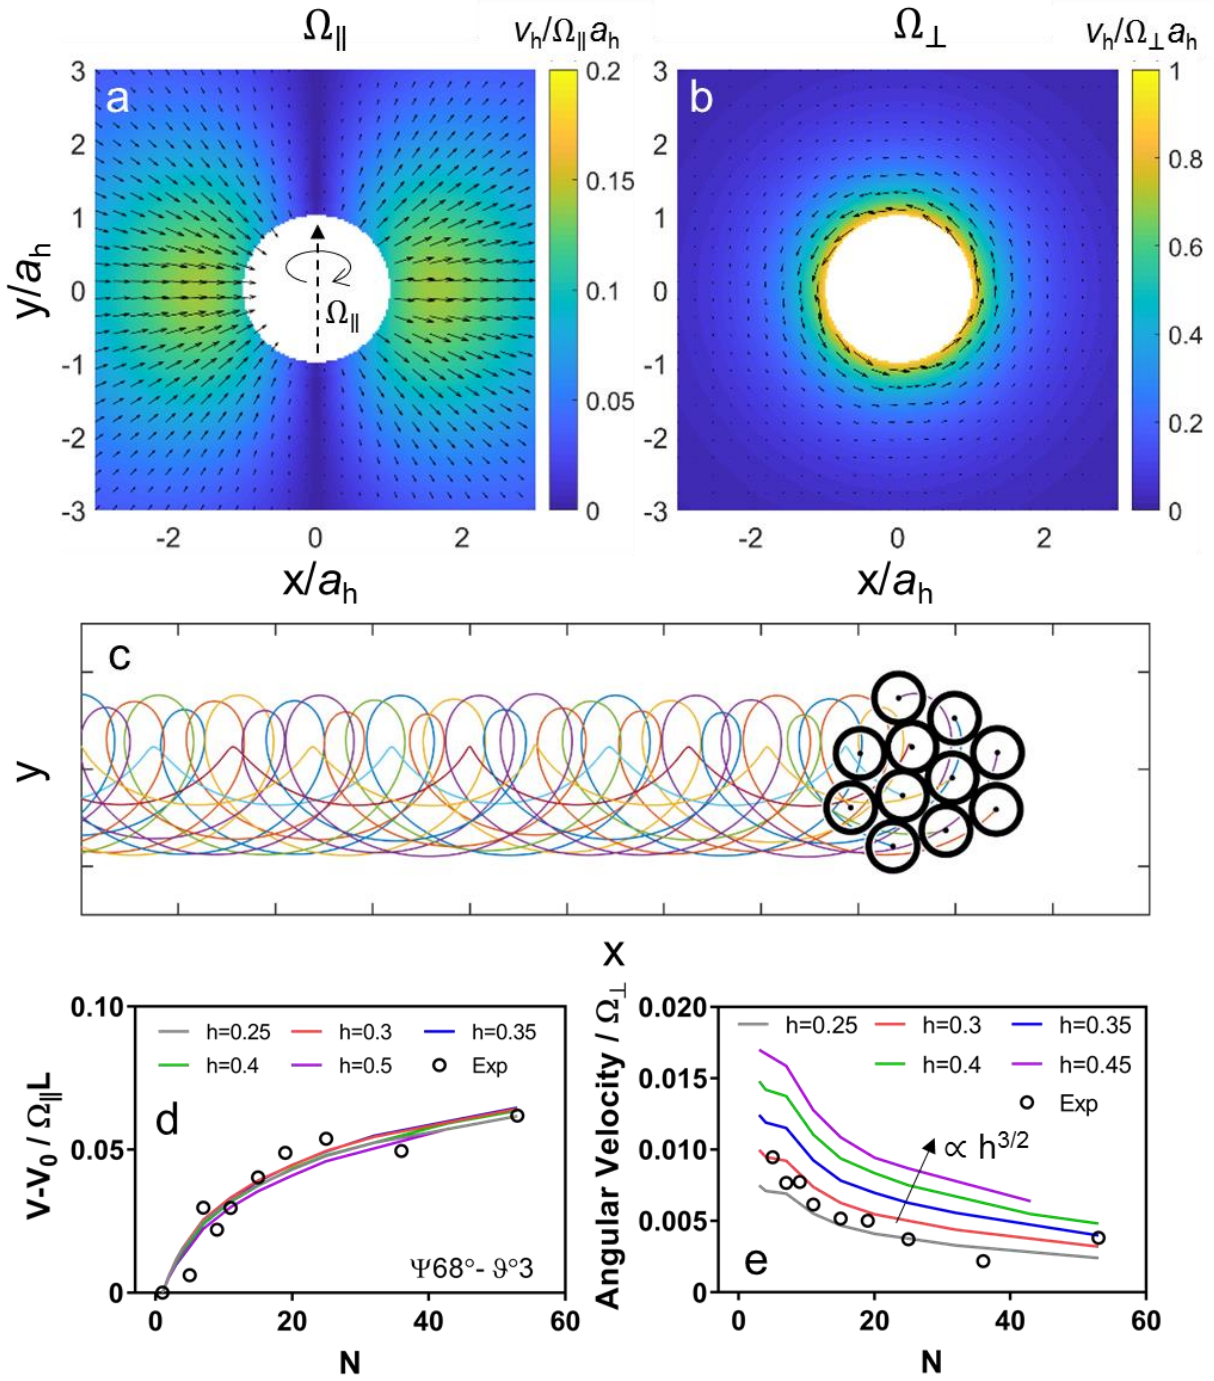 Ω∥ vₕ/Ω∥aₕ Ω⊥ vₕ/Ω⊥aₕ
3 a 0.2 3 b 1
2 2 0.8
0.15
1 1
0.6
y/aₕ 0 Ω∥ 0.1 0
0.4
-1 -1
0.05
-2 -2 0.2
-3 0 -3 0
-2 0 2 -2 0 2
x/aₕ x/aₕ
c
y
x
0.10 0.020
h=0.25 h=0.3 h=0.35 h=0.25 h=0.3 h=0.35
h=0.4 h=0.5 Exp h=0.4 h=0.45
0.015
Exp
d
V-V₀ / Ω∥L 0.05 Angular Velocity / Ω⊥ 0.010 ∝ h³ᐟ²
0.005
Ψ68°- ϑ°3 e
0 0
0 20 40 60 0 20 40 60
N N